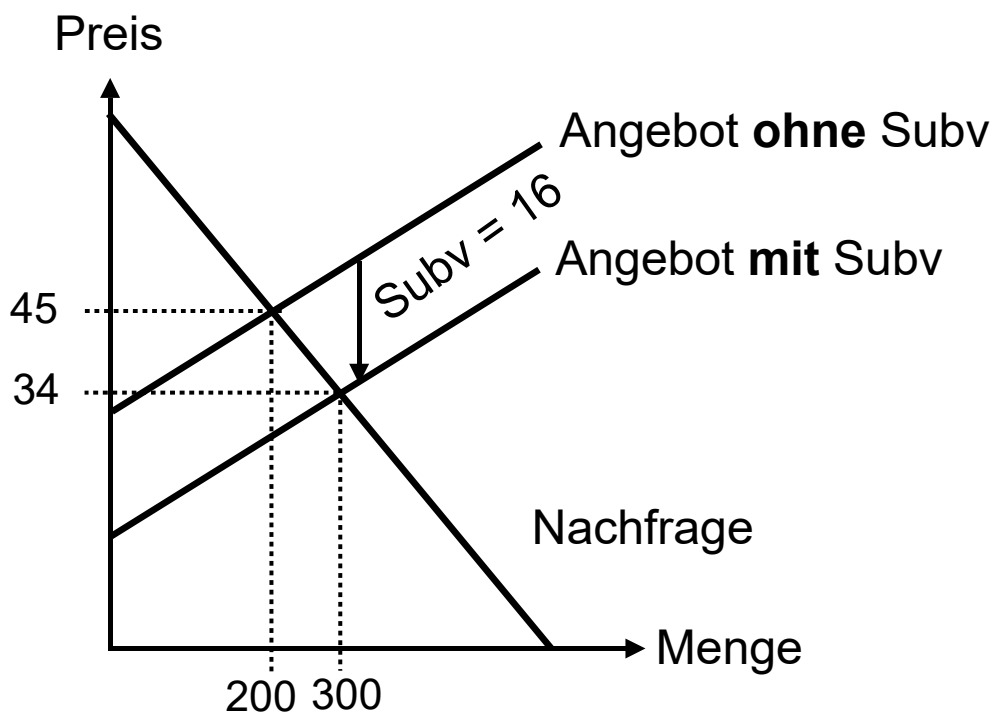 Preis
Angebot ohne Subv
Subv = 16
Angebot mit Subv
45
34
Nachfrage
Menge
200 300